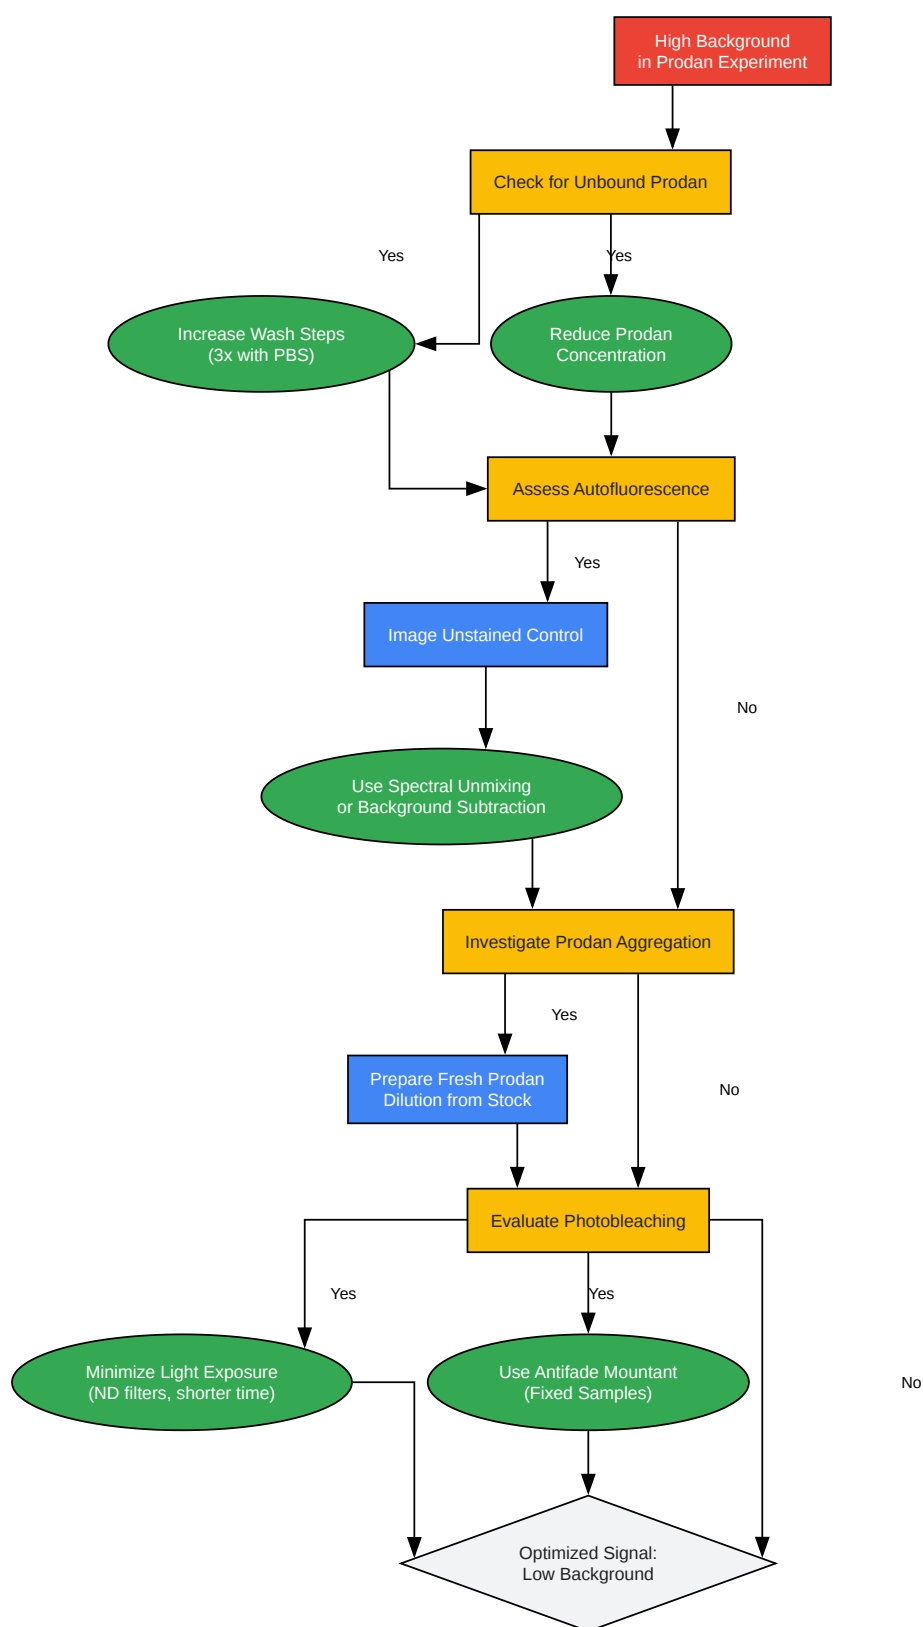 High Background
in Prodan Experiment
Check for Unbound Prodan
Yes
Yes
Increase Wash Steps
(3x with PBS)
Reduce Prodan
Concentration
Assess Autofluorescence
Yes
Image Unstained Control
No
Use Spectral Unmixing
or Background Subtraction
Investigate Prodan Aggregation
Yes
Prepare Fresh Prodan
Dilution from Stock
No
Evaluate Photobleaching
Yes
Yes
Minimize Light Exposure
(ND filters, shorter time)
Use Antifade Mountant
(Fixed Samples)
No
Optimized Signal:
Low Background